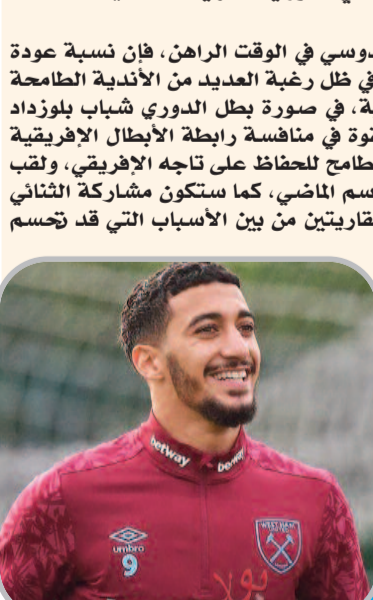 دوسي في الوقت الراهن، فإن نسبة عودة
في ظل رغبة العديد من الأندية الطامحة
ة، في صورة بطل الدوري شباب بلوزداد
قوة في منافسة رابطة الأبطال الإفريقية
طامح للحفاظ على تاجه الإفريقي، ولقب
سم الماضي، كما ستكون مشاركة الثنائي
قاريتين من بين الأسباب التي قد تحسم
betway
betway
umbro
9
WEST HAM
UNITED
بولا